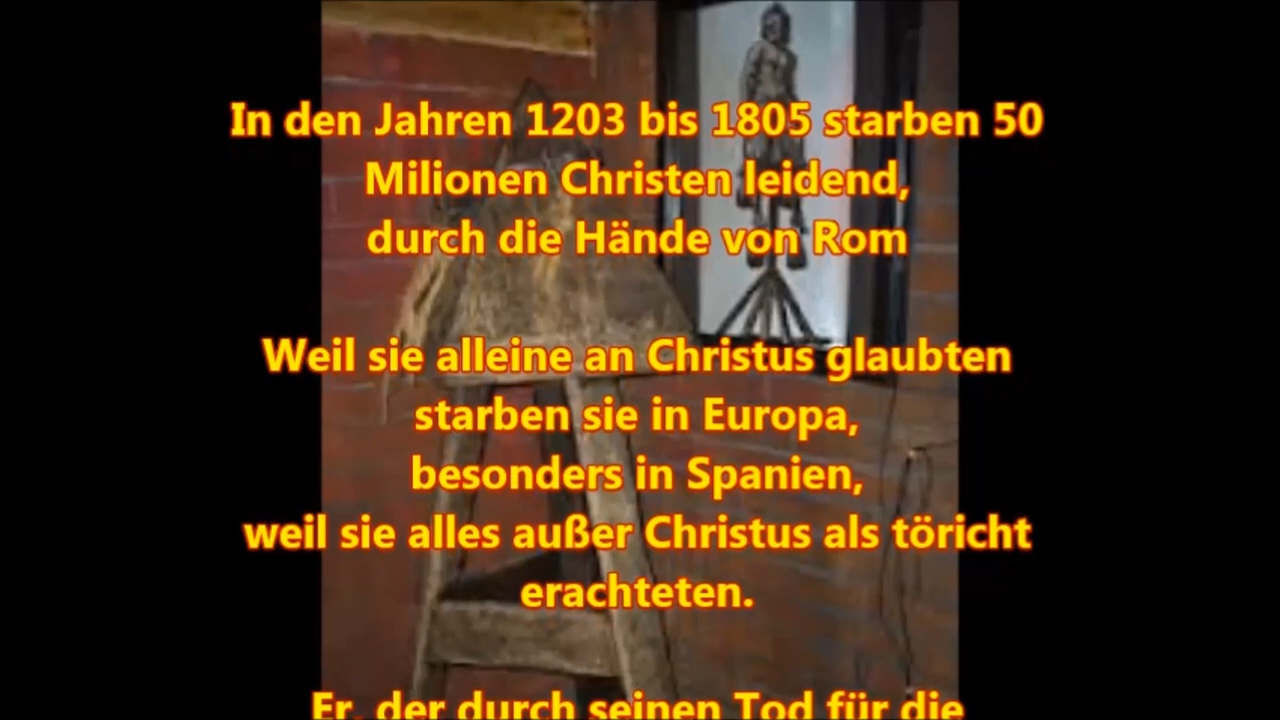 In den Jahren 1203 bis 1805 starben 50
Milionen Christen leidend,
durch die Hände von Rom
Weil sie alleine an Christus glaubten
starben sie in Europa,
besonders in Spanien,
weil sie alles außer Christus als töricht
erachteten.
Er, der durch seinen Tod für die